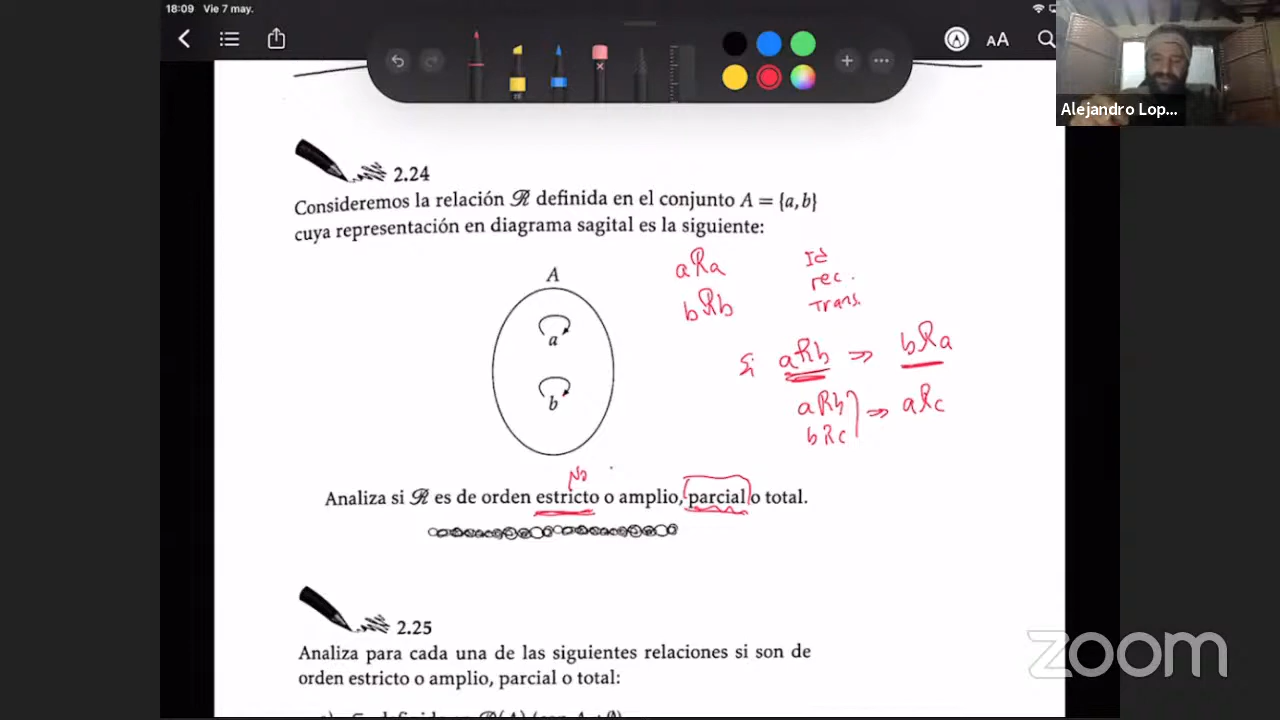 18:09 Vie 7 may.
AA
Alejandro Lop...
2.24
Consideremos la relación ℛ definida en el conjunto A = {a, b}
cuya representación en diagrama sagital es la siguiente:
A
a
b
aRa
bRb
Id
rec.
Trans.
Si aRb ⇒ bRa
aRb
bRc
⇒ aRc
No
Analiza si ℛ es de orden estricto o amplio, parcial o total.
2.25
Analiza para cada una de las siguientes relaciones si son de
orden estricto o amplio, parcial o total:
zoom